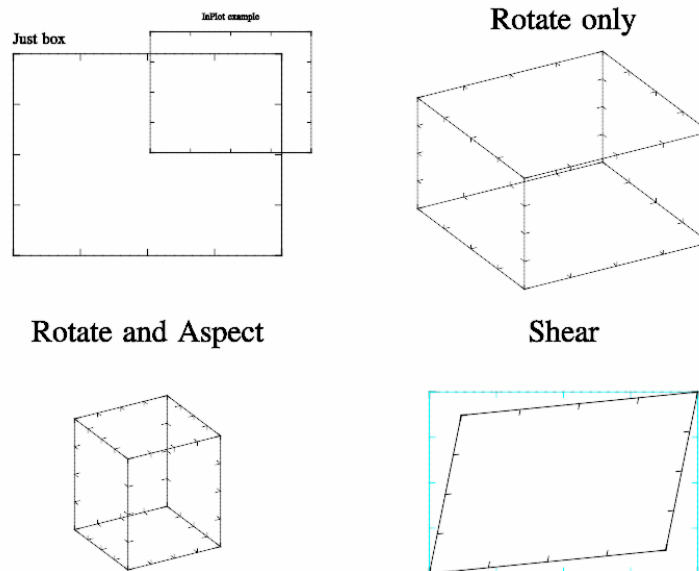 InPlot example
Just box
Rotate only
Rotate and Aspect
Shear